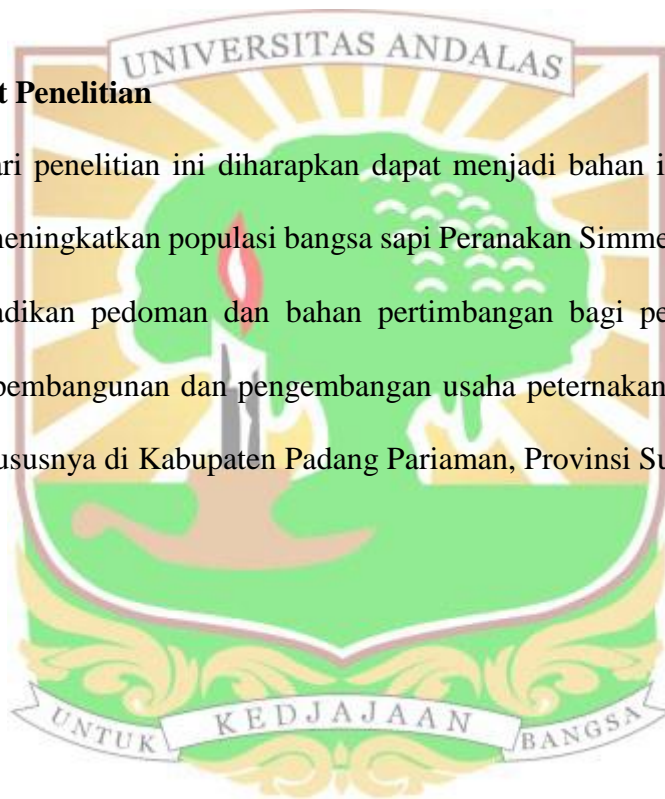 UNIVERSITAS ANDALAS
t Penelitian
ari penelitian ini diharapkan dapat menjadi bahan i
meningkatkan populasi bangsa sapi Peranakan Simme
adikan pedoman dan bahan pertimbangan bagi pe
pembangunan dan pengembangan usaha peternakan
ususnya di Kabupaten Padang Pariaman, Provinsi Su
UNTUK KEDJAJAAN BANGSA